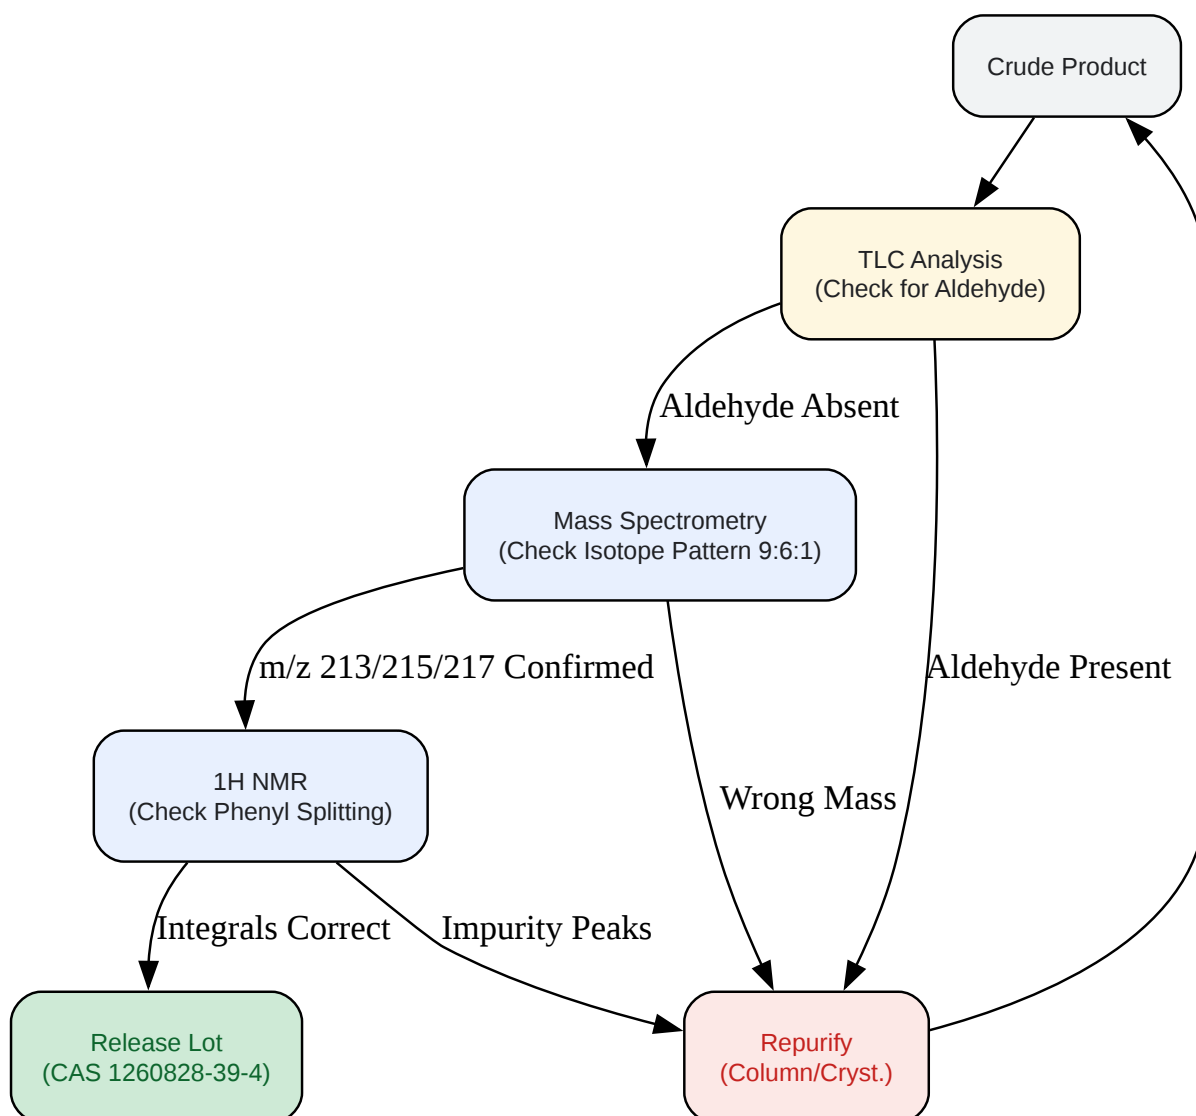 Crude Product
TLC Analysis
(Check for Aldehyde)
Aldehyde Absent
Mass Spectrometry
(Check Isotope Pattern 9:6:1)
m/z 213/215/217 Confirmed
Aldehyde Present
1H NMR
(Check Phenyl Splitting)
Wrong Mass
Integrals Correct
Impurity Peaks
Release Lot
(CAS 1260828-39-4)
Repurify
(Column/Cryst.)